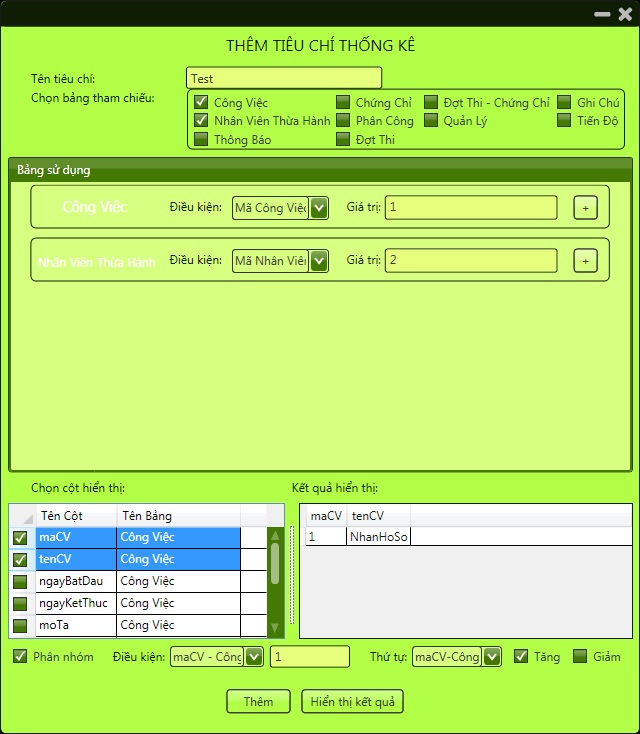 THÊM TIÊU CHÍ THỐNG KÊ
Tên tiêu chí: Test
Chọn bảng tham chiếu:
Công Việc Chứng Chỉ Đợt Thi - Chứng Chỉ Ghi Chú
Nhân Viên Thừa Hành Phân Công Quản Lý Tiến Độ
Thông Báo Đợt Thi
Bảng sử dụng
Công Việc Điều kiện: Mã Công Việc Giá trị: 1 +
Nhân Viên Thừa Hành Điều kiện: Mã Nhân Viên Giá trị: 2 +
Chọn cột hiển thị: Kết quả hiển thị:
Tên Cột Tên Bảng maCV tenCV
maCV Công Việc 1 NhanHoSo
tenCV Công Việc
ngayBatDau Công Việc
ngayKetThuc Công Việc
moTa Công Việc
Phân nhóm Điều kiện: maCV - Công 1 Thứ tự: maCV-Công Tăng Giảm
Thêm Hiển thị kết quả